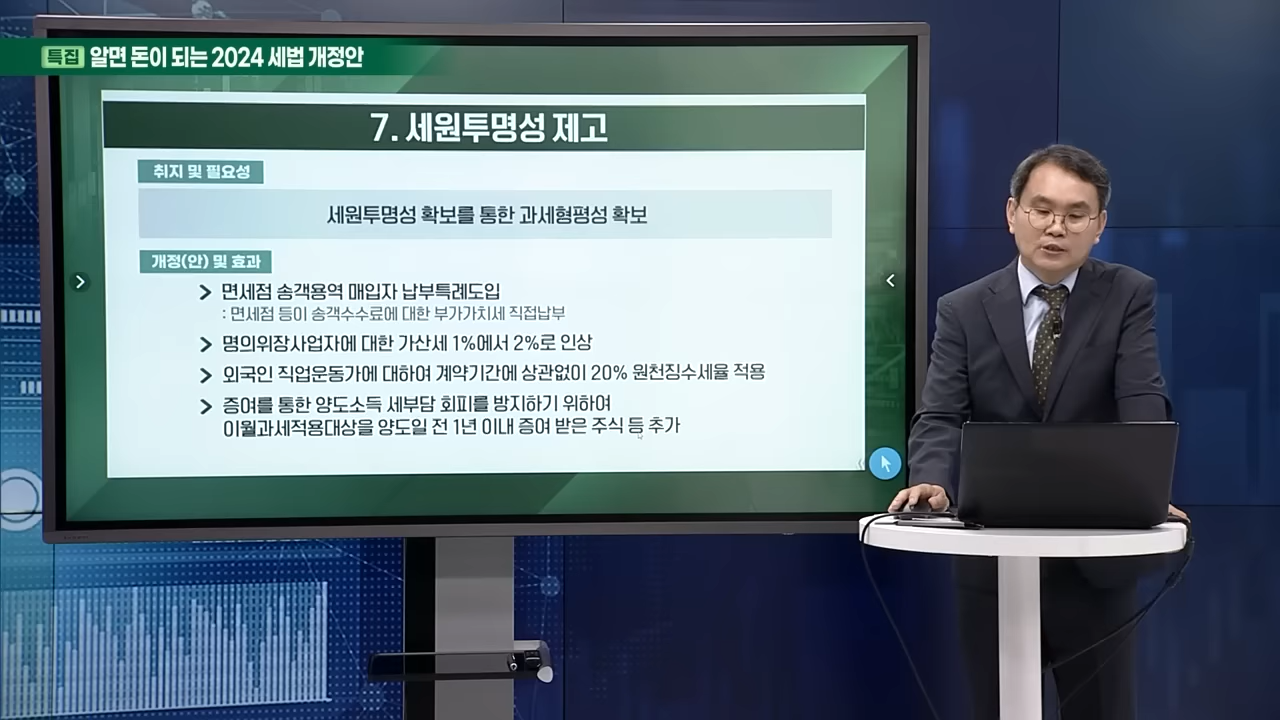 특집 알면 돈이 되는 2024 세법 개정안
7. 세원투명성 제고
취지 및 필요성
세원투명성 확보를 통한 과세형평성 확보
개정(안) 및 효과
면세점 송객용역 매입자 납부특례도입
: 면세점 등이 송객수수료에 대한 부가가치세 직접납부
명의위장사업자에 대한 가산세 1%에서 2%로 인상
외국인 직업운동가에 대하여 계약기간에 상관없이 20% 원천징수세율 적용
증여를 통한 양도소득 세부담 회피를 방지하기 위하여
이월과세적용대상을 양도일 전 1년 이내 증여 받은 주식 등 추가